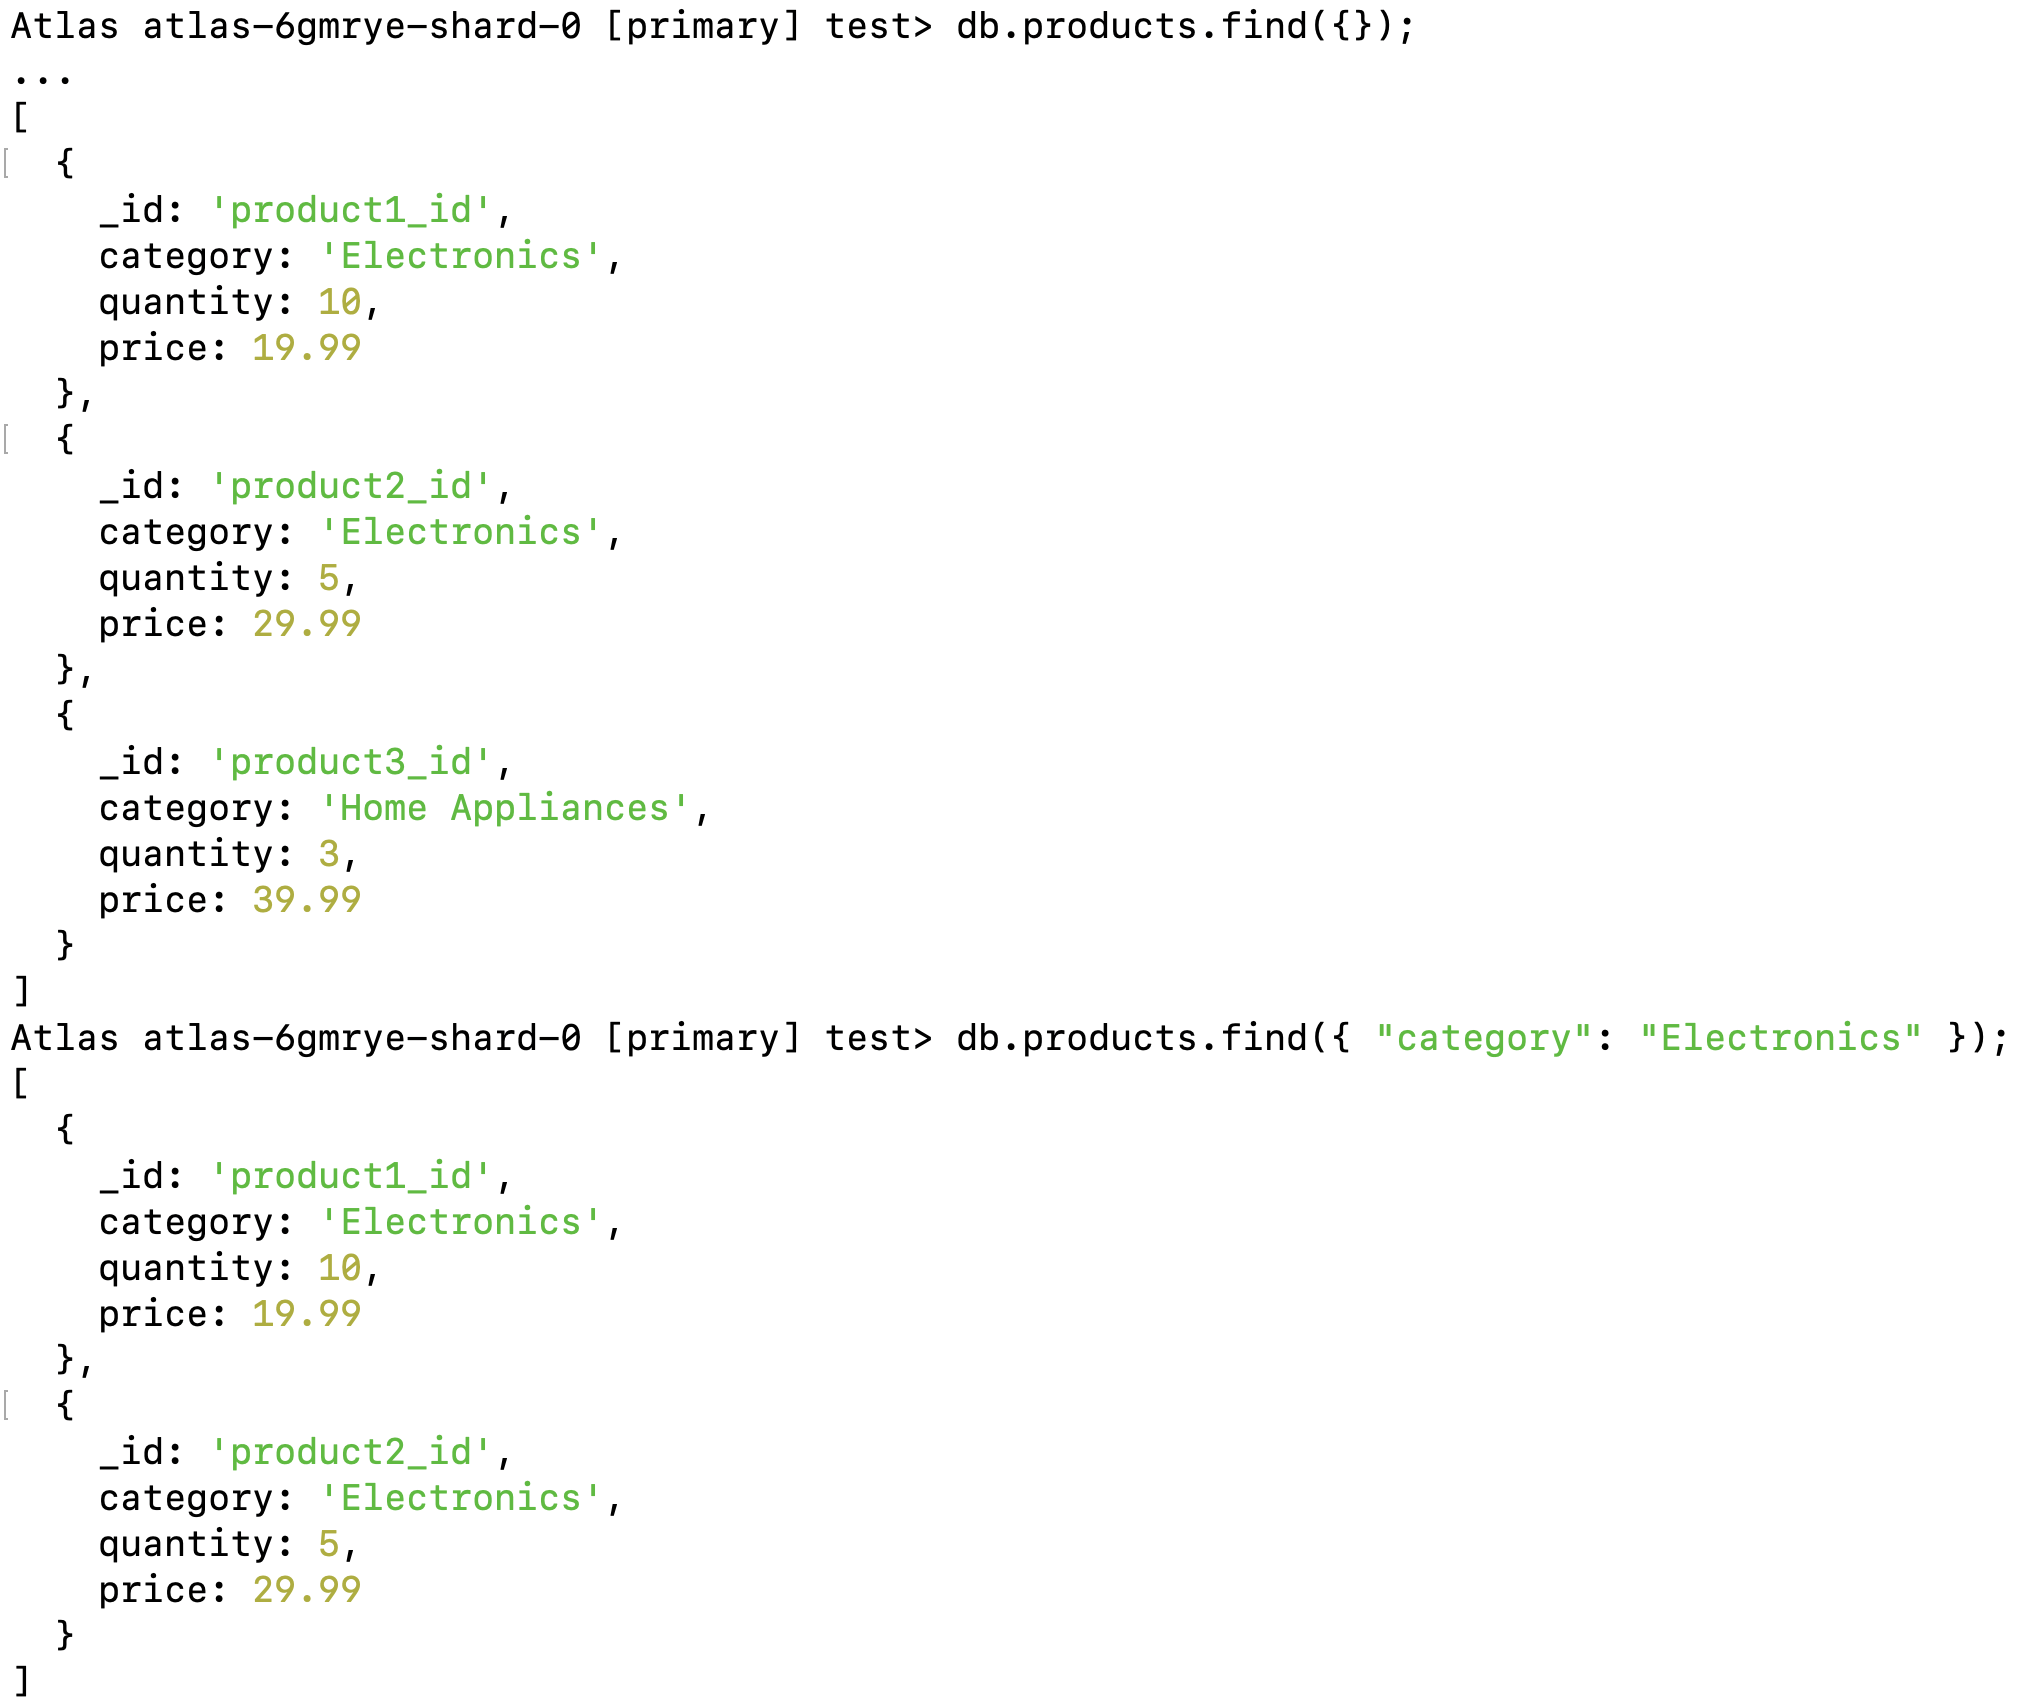 Atlas atlas-6gmrye-shard-0 [primary] test> db.products.find({});
...
[
  {
    _id: 'product1_id',
    category: 'Electronics',
    quantity: 10,
    price: 19.99
  },
  {
    _id: 'product2_id',
    category: 'Electronics',
    quantity: 5,
    price: 29.99
  },
  {
    _id: 'product3_id',
    category: 'Home Appliances',
    quantity: 3,
    price: 39.99
  }
]
Atlas atlas-6gmrye-shard-0 [primary] test> db.products.find({ "category": "Electronics" });
[
  {
    _id: 'product1_id',
    category: 'Electronics',
    quantity: 10,
    price: 19.99
  },
  {
    _id: 'product2_id',
    category: 'Electronics',
    quantity: 5,
    price: 29.99
  }
]